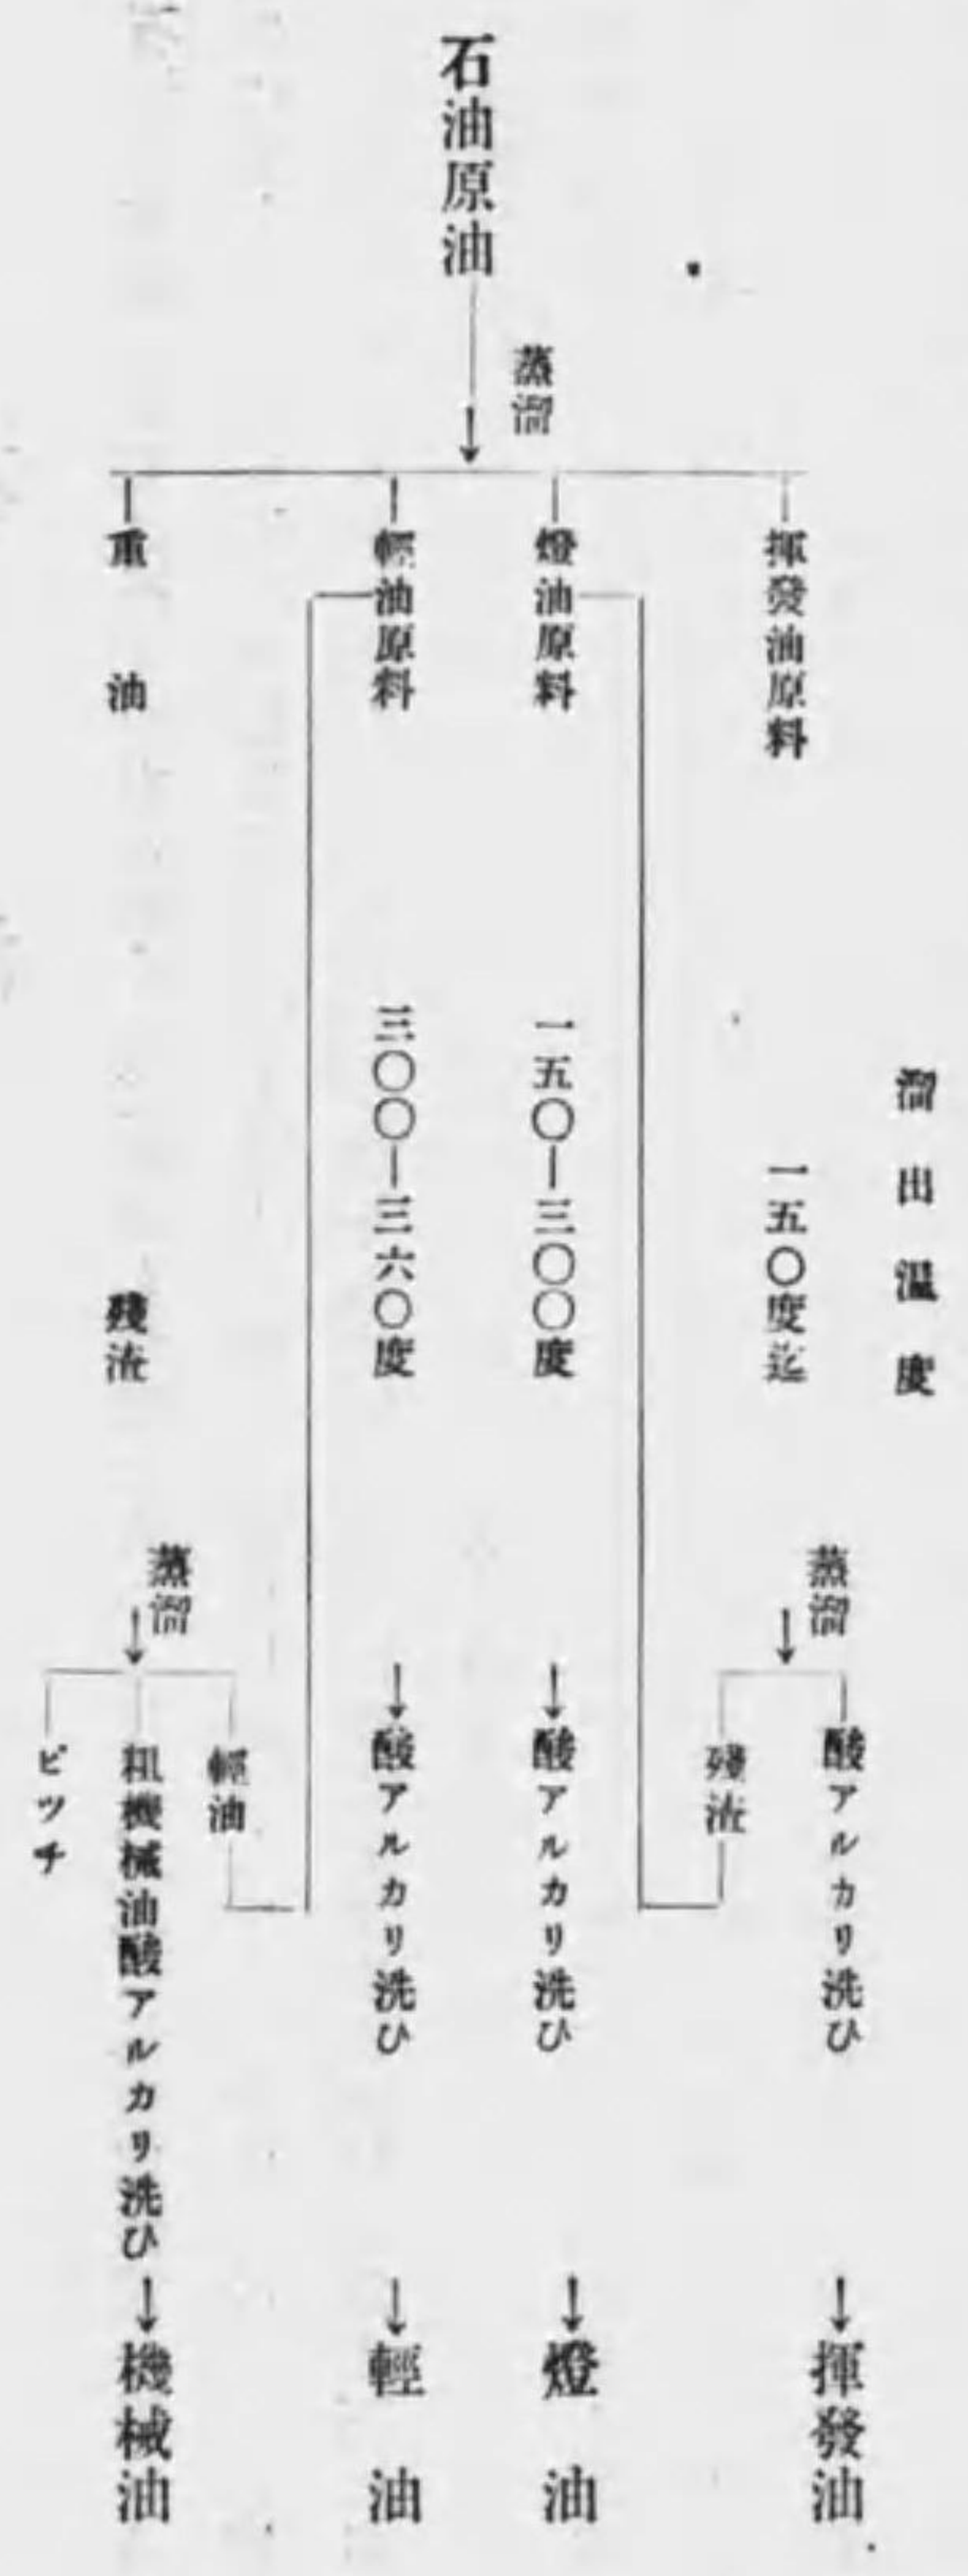 石油原油
蒸溜
溜出温度
揮發油原料
一五〇度迄
蒸溜
酸アルカリ洗ひ
揮發油
殘渣
燈油原料
一五〇―三〇〇度
酸アルカリ洗ひ
燈油
輕油原料
三〇〇―三六〇度
酸アルカリ洗ひ
輕油
重油
殘渣
蒸溜
輕油
粗機械油酸アルカリ洗ひ
機械油
ピツチ